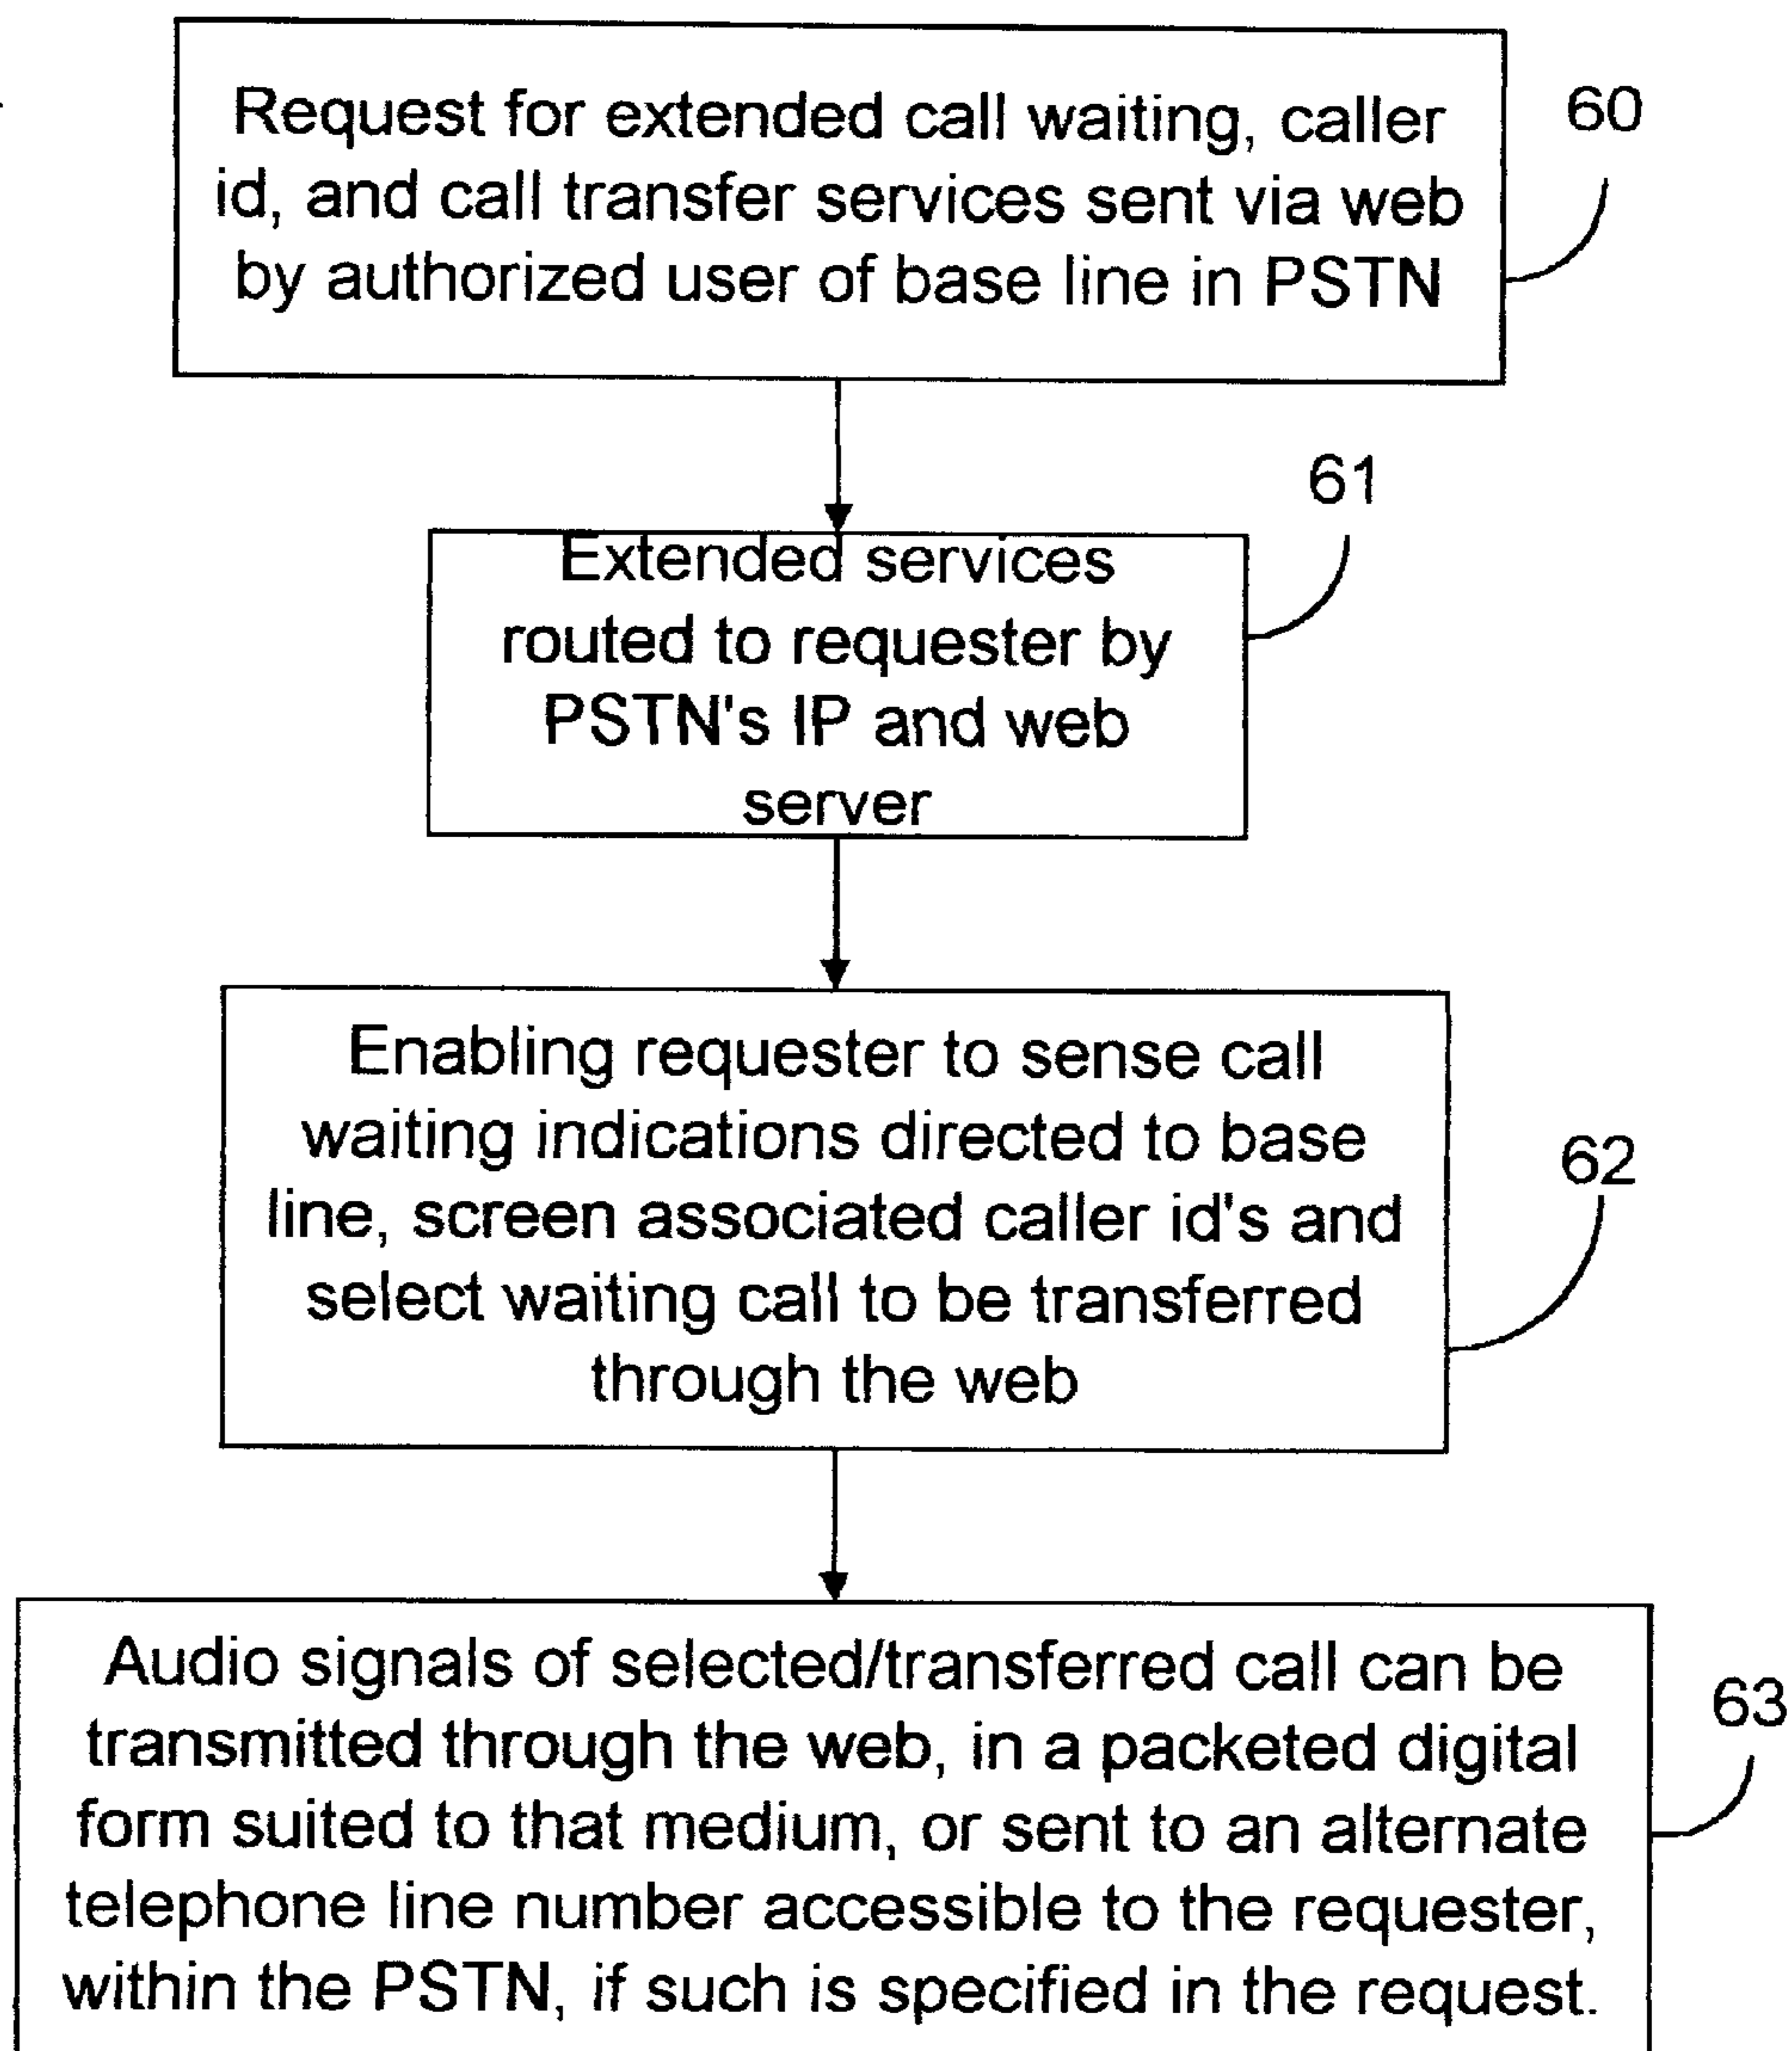 Request for extended call waiting, caller
id, and call transfer services sent via web
by authorized user of base line in PSTN
60
61
Extended services
routed to requester by
PSTN's IP and web
server
Enabling requester to sense call
waiting indications directed to base
line, screen associated caller id's and
select waiting call to be transferred
through the web
62
Audio signals of selected/transferred call can be
transmitted through the web, in a packeted digital
form suited to that medium, or sent to an alternate
telephone line number accessible to the requester,
within the PSTN, if such is specified in the request.
63